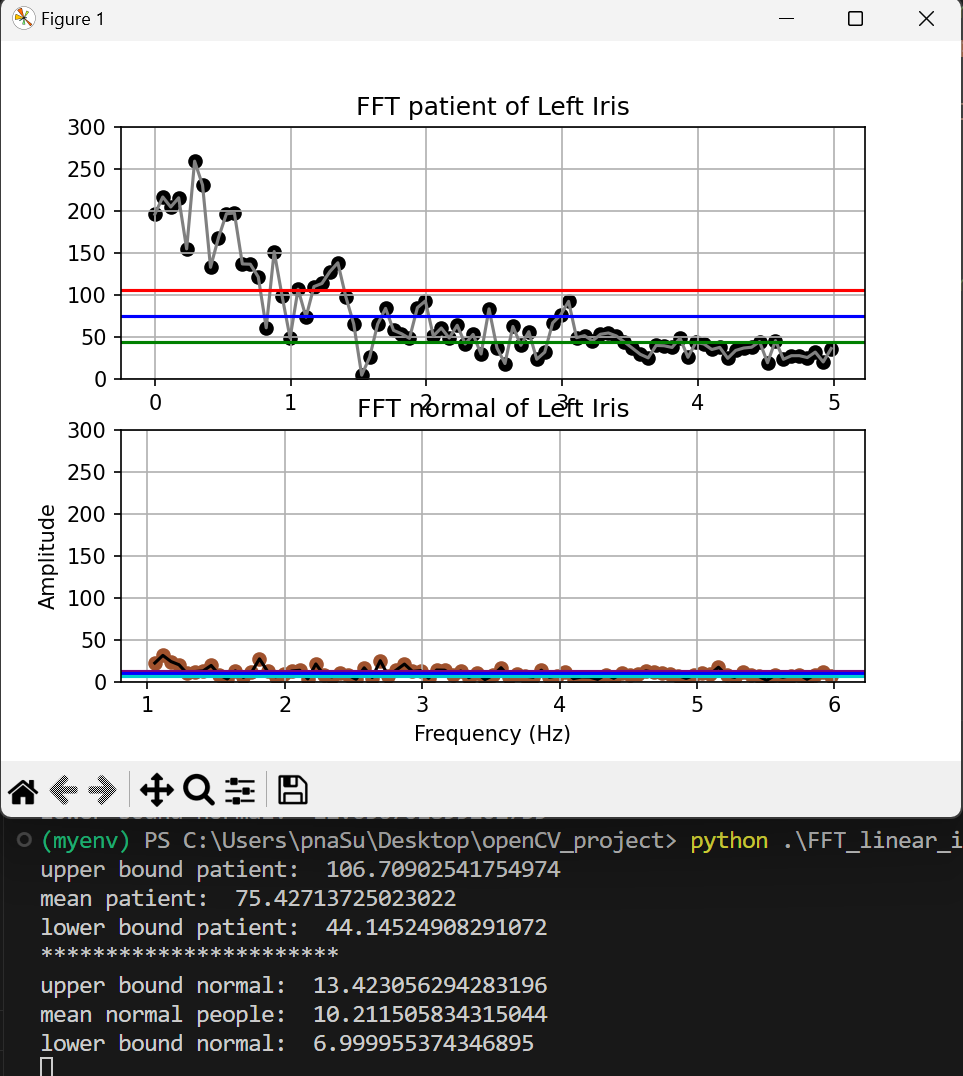 Figure 1
FFT patient of Left Iris
300
250
200
150
100
50
0
0 1 2 3 4 5
FFT normal of Left Iris
300
250
200
150
100
50
0
Amplitude
1 2 3 4 5 6
Frequency (Hz)
(myenv) PS C:\Users\pnaSu\Desktop\openCV_project> python .\FFT_linear_i
upper bound patient:  106.70902541754974
mean patient:  75.42713725023022
lower bound patient:  44.14524908291072
***********************
upper bound normal:  13.423056294283196
mean normal people:  10.211505834315044
lower bound normal:  6.999955374346895